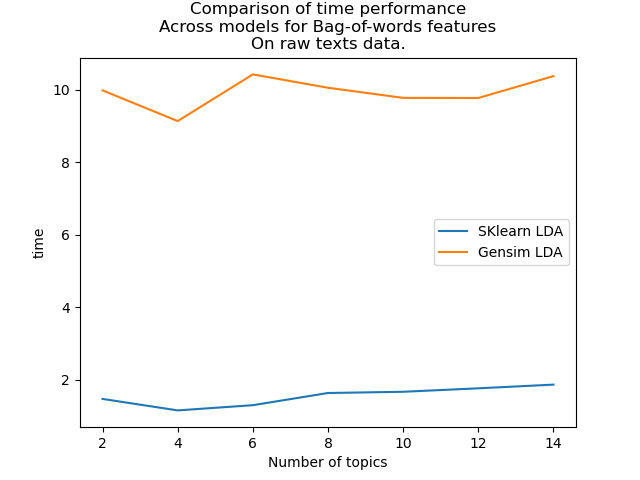 Comparison of time performance
Across models for Bag-of-words features
On raw texts data.
10
8
6
4
2
time
SKlearn LDA
Gensim LDA
2 4 6 8 10 12 14
Number of topics